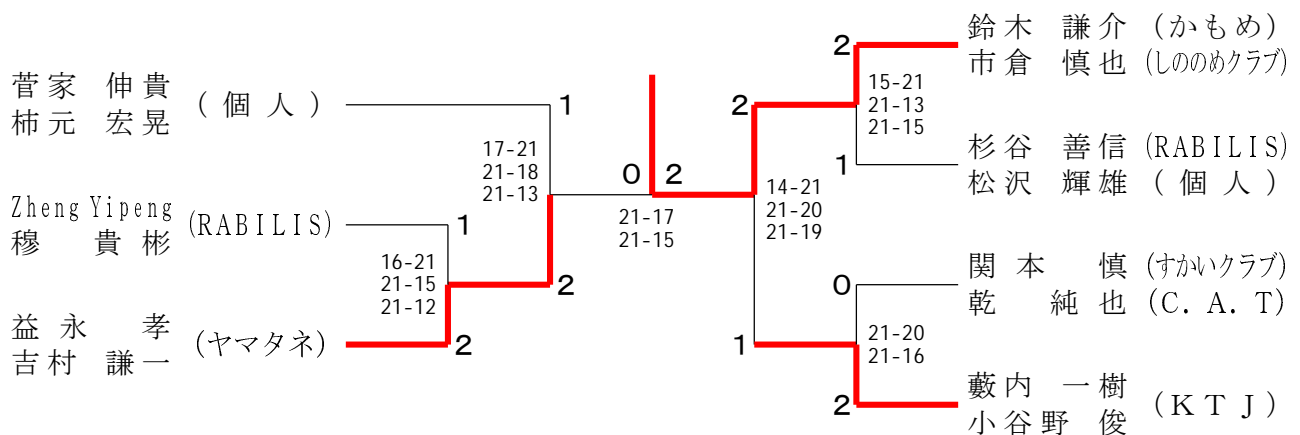 菅家 伸貴
柿元 宏晃
(個人)
1
17-21
21-18
21-13
Zheng Yipeng
穆 貴彬
(RABILIS)
1
16-21
21-15
21-12
2
益永 孝
吉村 謙一
(ヤマタネ)
2
0 2
21-17
21-15
鈴木 謙介 (かもめ)
市倉 慎也 (しののめクラブ)
2
15-21
21-13
21-15
2
杉谷 善信 (RABILIS)
松沢 輝雄 (個人)
1
14-21
21-20
21-19
関本 慎 (すかいクラブ)
乾 純也 (C.A.T)
0
21-20
21-16
1
藪内 一樹
小谷野 俊
(KTJ)
2